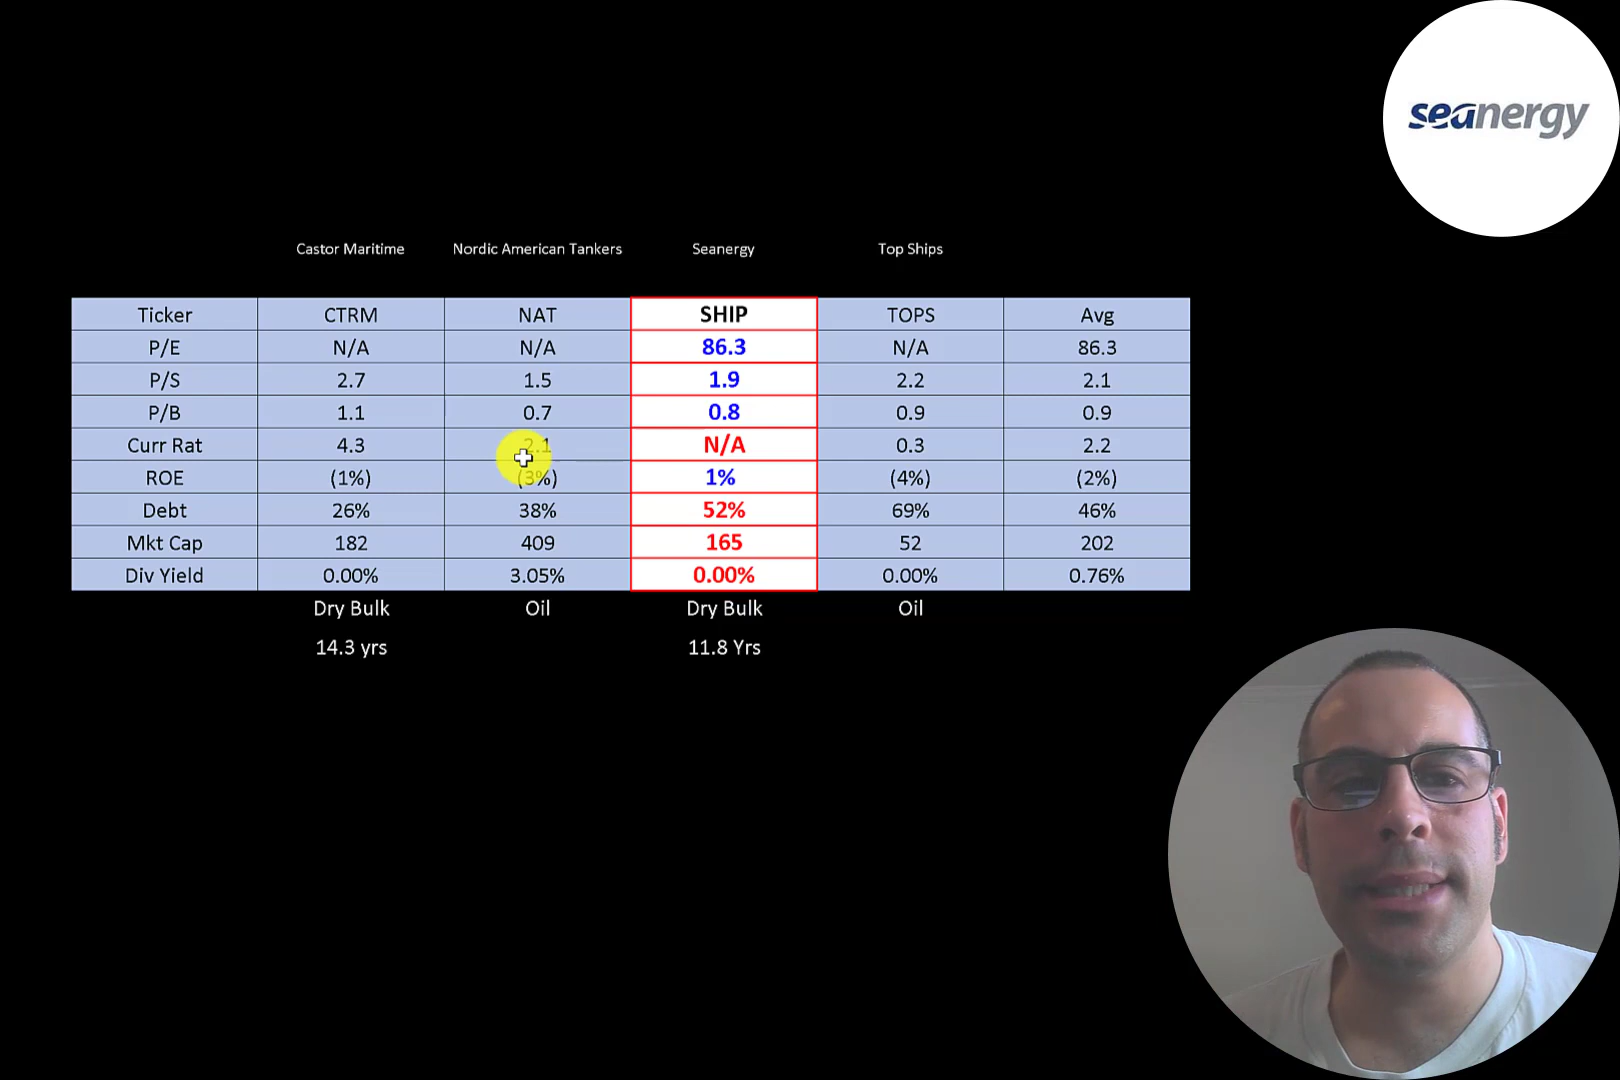 seanergy
Castor Maritime Nordic American Tankers Seanergy Top Ships
Ticker CTRM NAT SHIP TOPS Avg
P/E N/A N/A 86.3 N/A 86.3
P/S 2.7 1.5 1.9 2.2 2.1
P/B 1.1 0.7 0.8 0.9 0.9
Curr Rat 4.3 2.1 N/A 0.3 2.2
ROE (1%) (3%) 1% (4%) (2%)
Debt 26% 38% 52% 69% 46%
Mkt Cap 182 409 165 52 202
Div Yield 0.00% 3.05% 0.00% 0.00% 0.76%
Dry Bulk Oil Dry Bulk Oil
14.3 yrs 11.8 Yrs